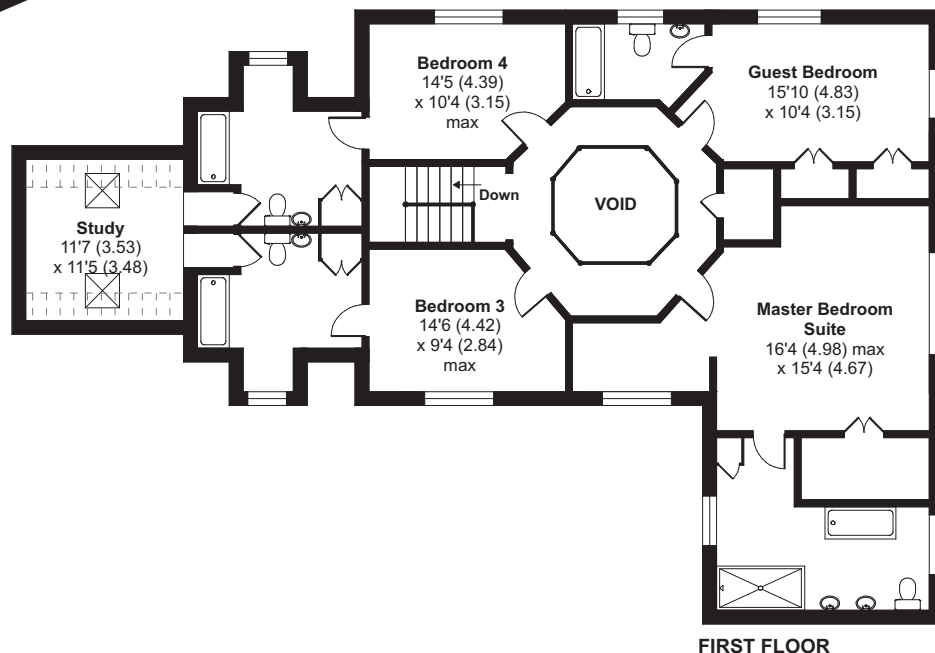 Bedroom 4
14'5 (4.39)
x 10'4 (3.15)
max
Guest Bedroom
15'10 (4.83)
x 10'4 (3.15)
Down
VOID
Study
11'7 (3.53)
x 11'5 (3.48)
Bedroom 3
14'6 (4.42)
x 9'4 (2.84)
max
Master Bedroom
Suite
16'4 (4.98) max
x 15'4 (4.67)
FIRST FLOOR